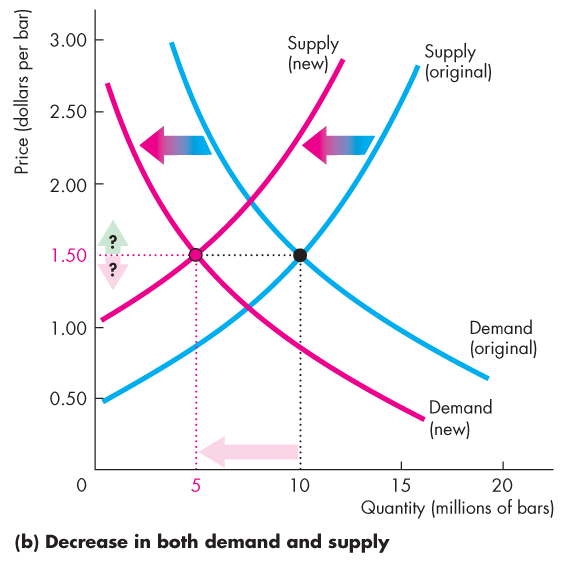 Price (dollars per bar)
3.00
2.50
2.00
1.50
1.00
0.50
0
?
?
Supply
(new)
Supply
(original)
Demand
(original)
Demand
(new)
5
10
15
20
Quantity (millions of bars)
(b) Decrease in both demand and supply